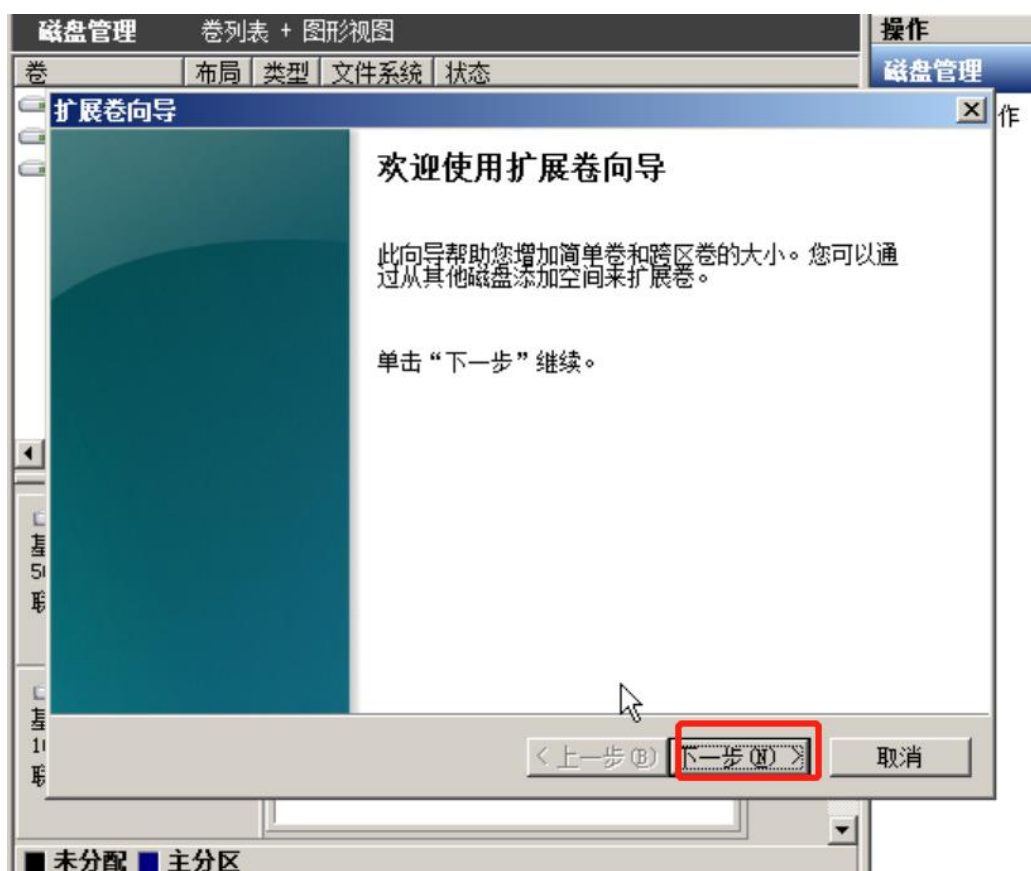 磁盘管理 卷列表 + 图形视图 操作
卷 布局 类型 文件系统 状态 磁盘管理
扩展卷向导 作
欢迎使用扩展卷向导
此向导帮助您增加简单卷和跨区卷的大小。您可以通
过从其他磁盘添加空间来扩展卷。
单击“下一步”继续。
基
联
基
联
< 上一步(B) 下一步(N) > 取消
未分配 主分区